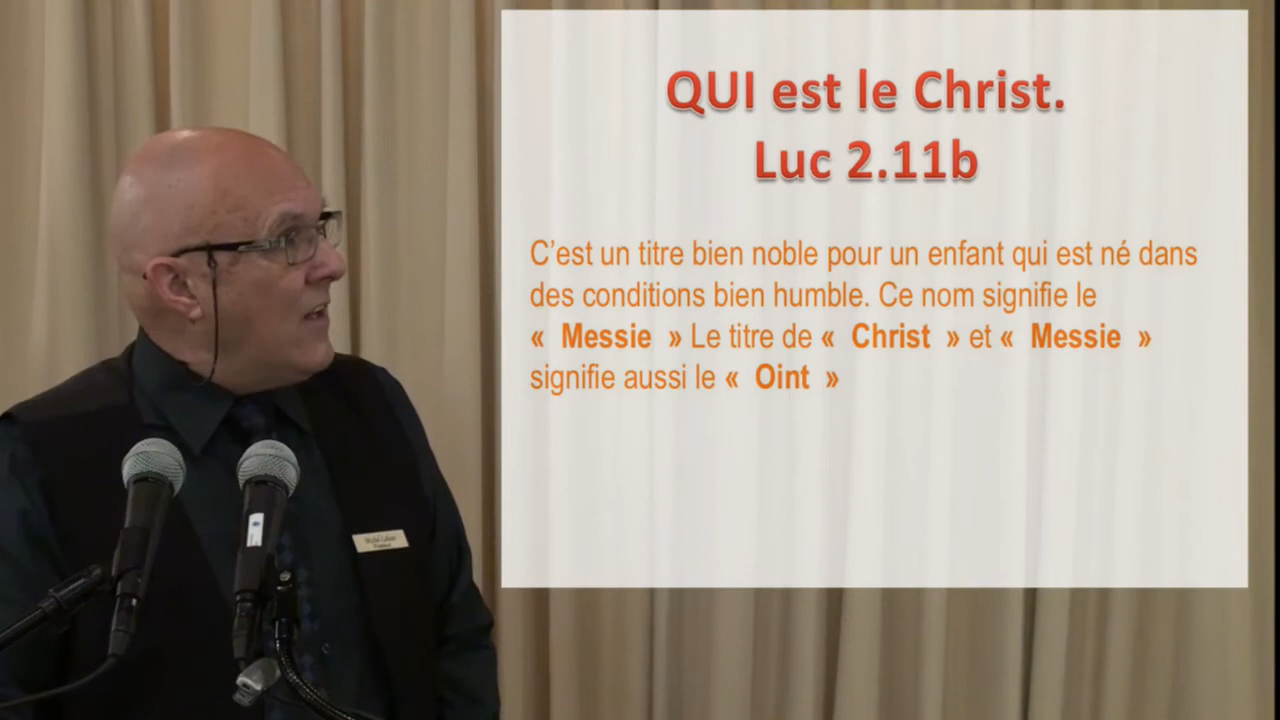 QUI est le Christ.
Luc 2.11b
C’est un titre bien noble pour un enfant qui est né dans
des conditions bien humble. Ce nom signifie le
«  Messie  » Le titre de «  Christ  » et «  Messie  »
signifie aussi le «  Oint  »